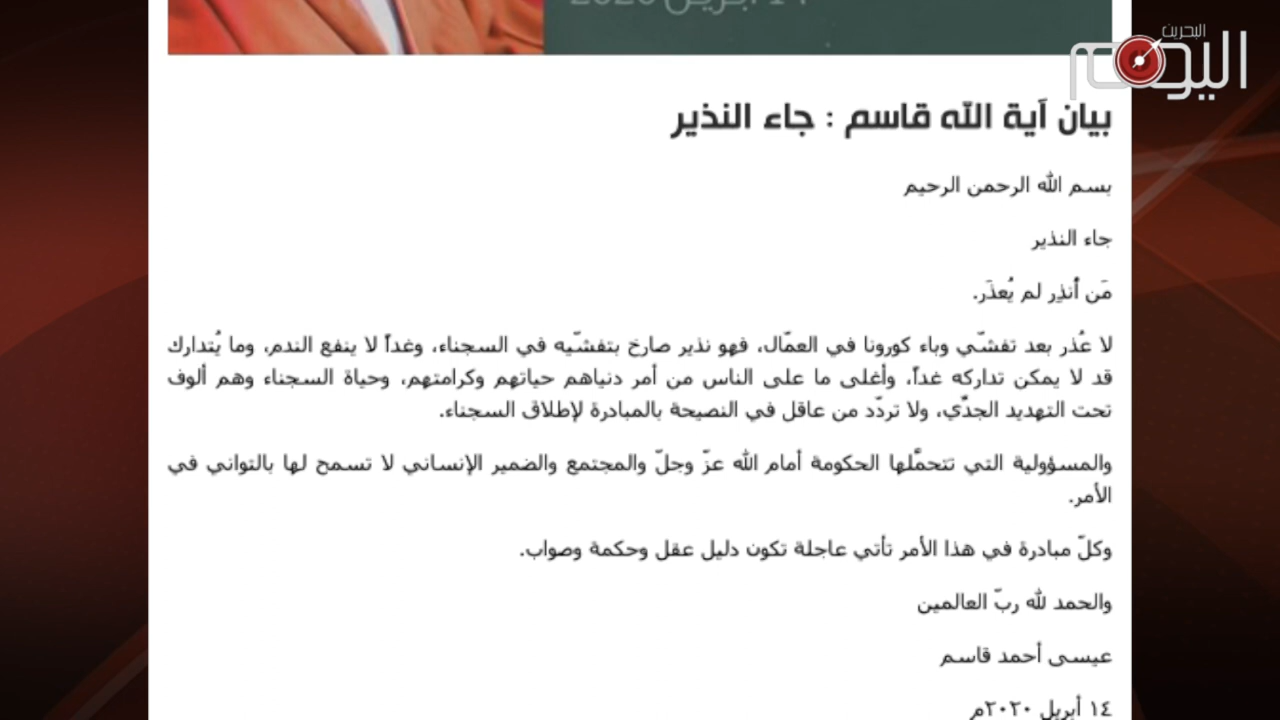 البحرين
اليوم
بيان آية الله قاسم : جاء النذير
بسم الله الرحمن الرحيم
جاء النذير
مَن أُنذِر لم يُعذَر.
لا عُذر بعد تفشّي وباء كورونا في العمّال، فهو نذير صارخ بتفشّيه في السجناء، وغداً لا ينفع الندم، وما يُتدارك
قد لا يمكن تداركه غداً، وأغلى ما على الناس من أمر دنياهم حياتهم وكرامتهم، وحياة السجناء وهم ألوف
تحت التهديد الجدّي، ولا تردّد من عاقل في النصيحة بالمبادرة لإطلاق السجناء.
والمسؤولية التي تتحمَّلها الحكومة أمام الله عزّ وجلّ والمجتمع والضمير الإنساني لا تسمح لها بالتواني في
الأمر.
وكلّ مبادرة في هذا الأمر تأتي عاجلة تكون دليل عقل وحكمة وصواب.
والحمد لله ربّ العالمين
عيسى أحمد قاسم
١٤ أبريل ٢٠٢٠م